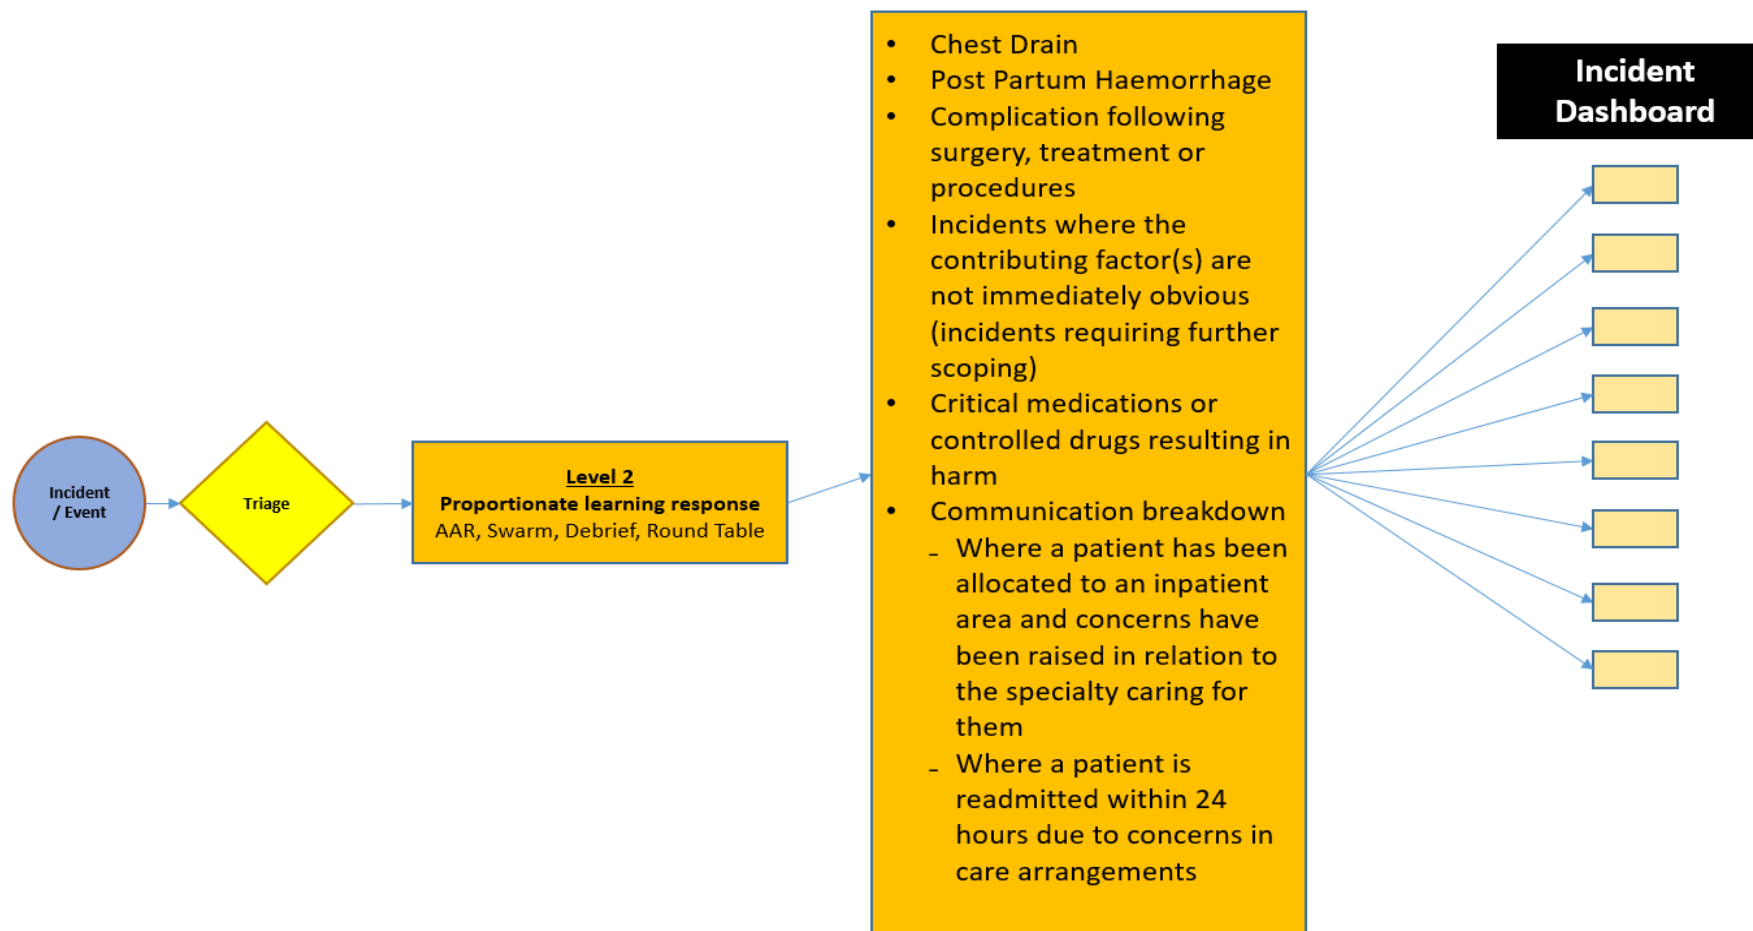 Incident
/ Event
Triage
Level 2
Proportionate learning response
AAR, Swarm, Debrief, Round Table
• Chest Drain
• Post Partum Haemorrhage
• Complication following
surgery, treatment or
procedures
• Incidents where the
contributing factor(s) are
not immediately obvious
(incidents requiring further
scoping)
• Critical medications or
controlled drugs resulting in
harm
• Communication breakdown
- Where a patient has been
allocated to an inpatient
area and concerns have
been raised in relation to
the specialty caring for
them
- Where a patient is
readmitted within 24
hours due to concerns in
care arrangements
Incident
Dashboard